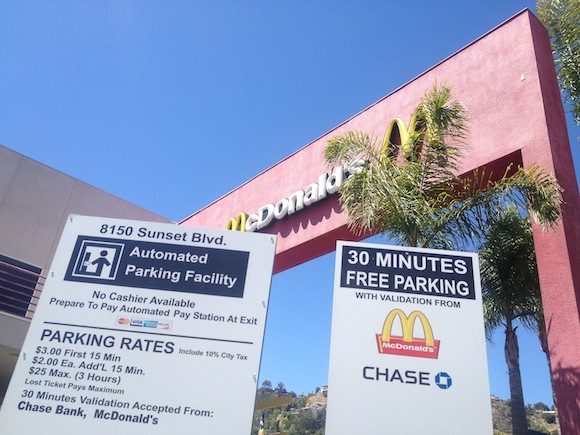 McDonald's
8150 Sunset Blvd.
Automated
Parking Facility
No Cashier Available
Prepare To Pay Automated Pay Station At Exit
VISA
PARKING RATES Include 10% City Tax
$3.00 First 15 Min
$2.00 Ea. Add'L 15 Min.
$25 Max. (3 Hours)
Lost Ticket Pays Maximum
30 Minutes Validation Accepted From:
Chase Bank, McDonald's
30 MINUTES
FREE PARKING
WITH VALIDATION FROM
McDonald's
CHASE